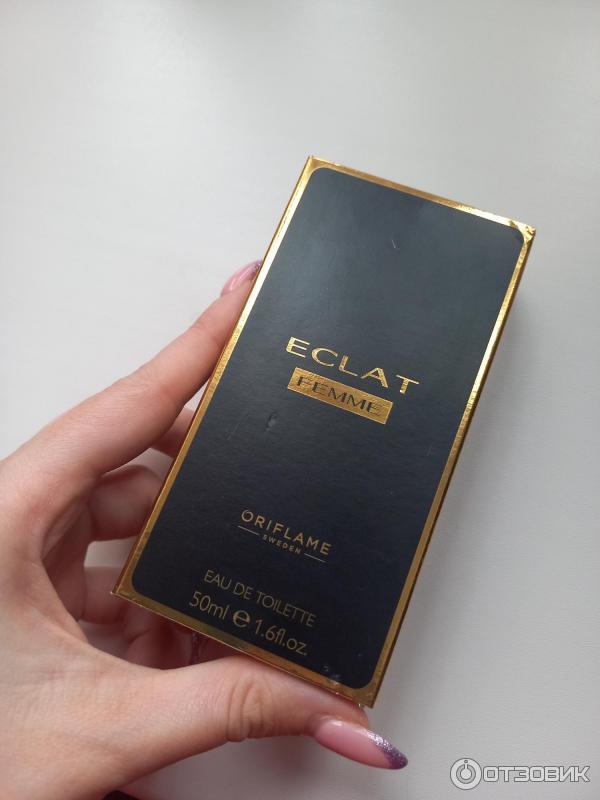 ECLAT
FEMME
ORIFLAME
SWEDEN
EAU DE TOILETTE
50ml e 1.6fl.oz.
ОТЗОВИК